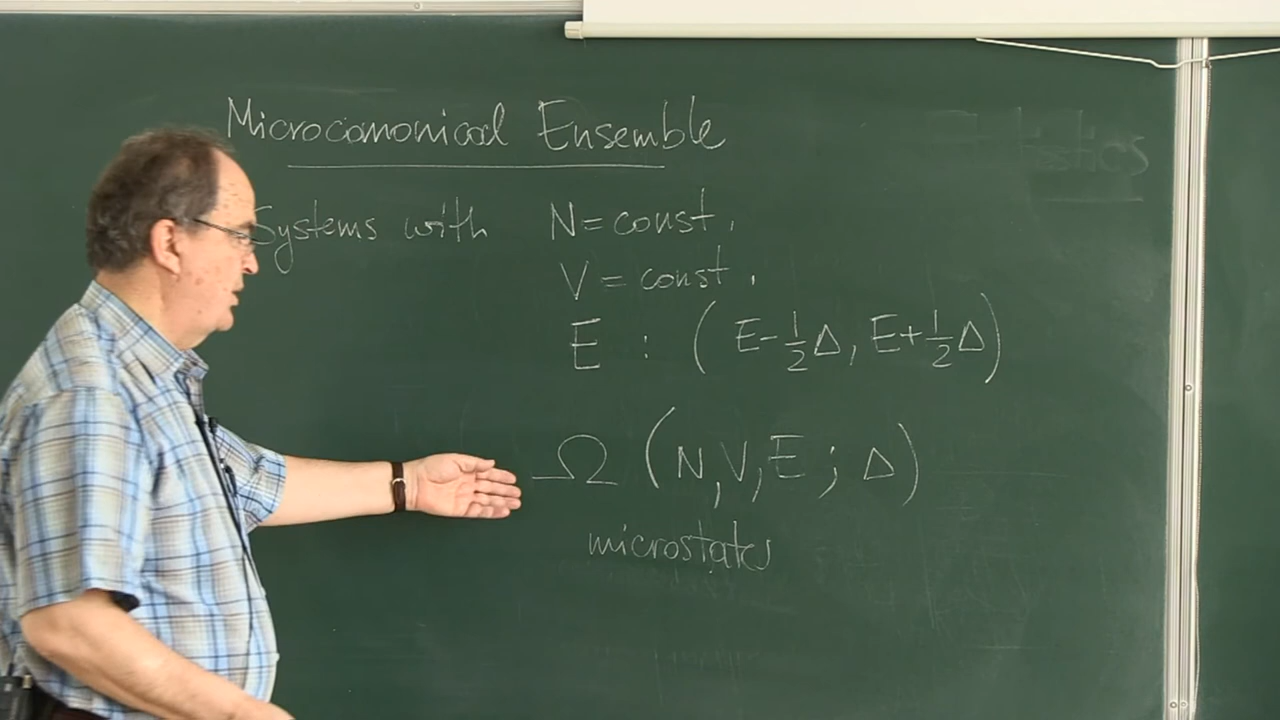 Microcanonical Ensemble
Systems with N = const.
V = const.
E : ( E - 1/2 Δ, E + 1/2 Δ )
Ω ( N, V, E ; Δ )
microstates